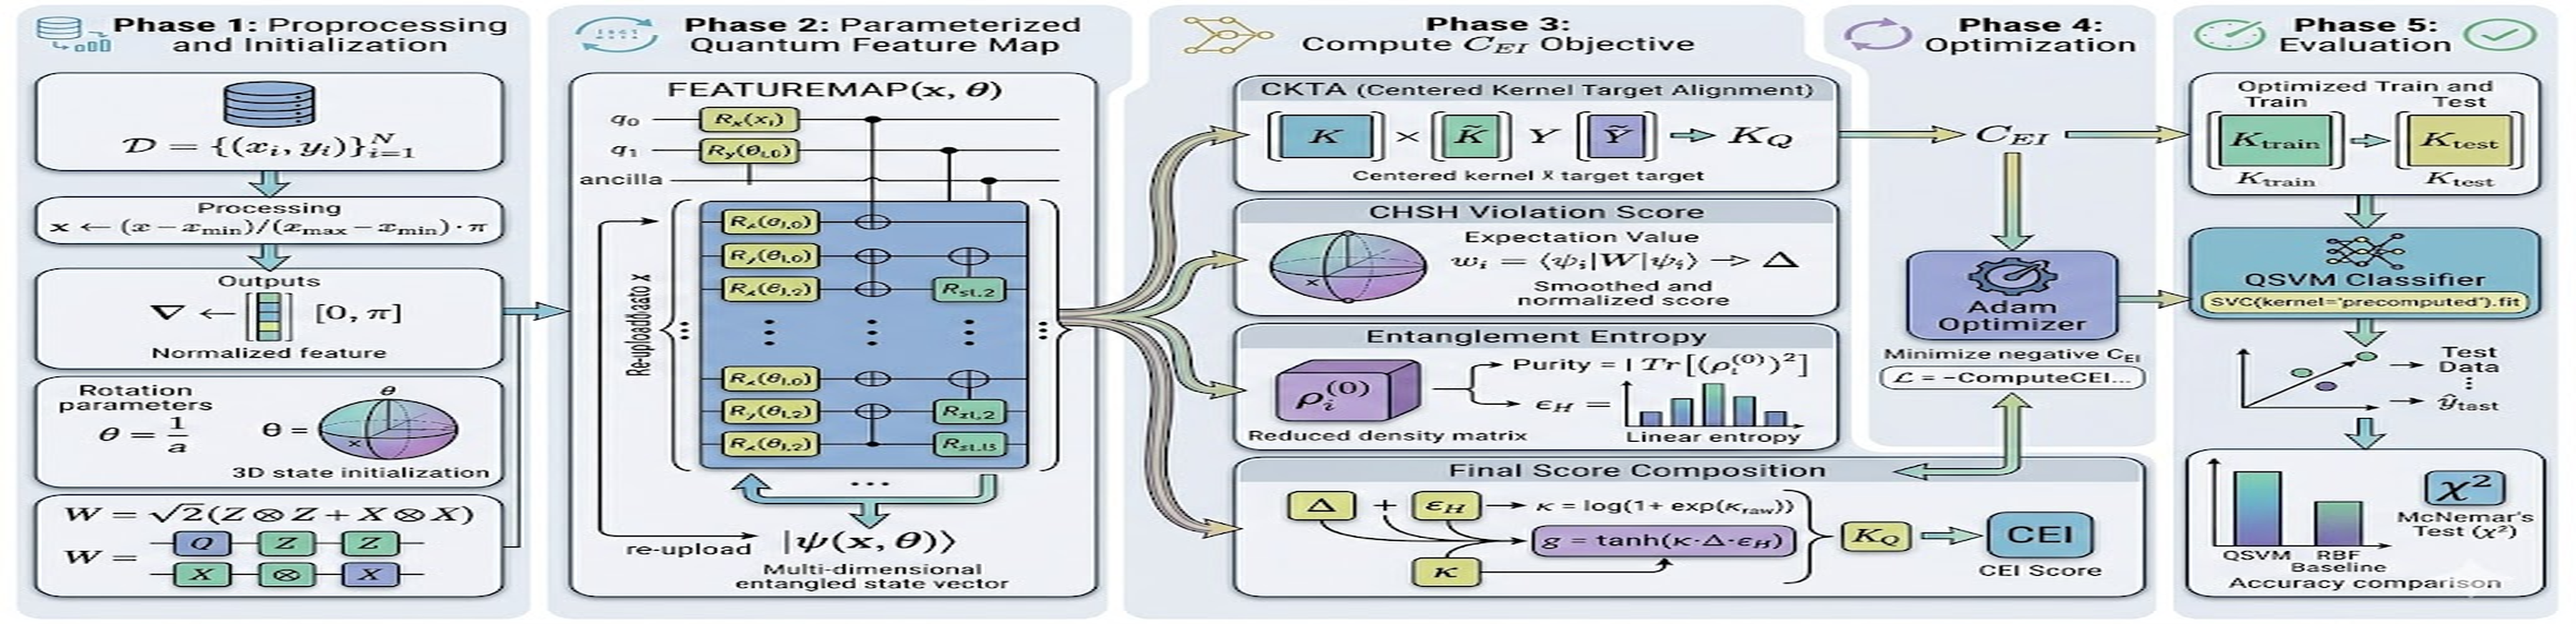 Phase 1: Proprocessing
and Initialization
𝒟 = {(x_i, y_i)}_{i=1}^N
Processing
x ← (x − x_min)/(x_max − x_min) · π
Outputs
∇ ← [0, π]
Normalized feature
Rotation
parameters
θ = 1/a
Θ =
θ
x
3D state initialization
W = √2(Z ⊗ Z + X ⊗ X)
W =
Q Z Z
X ⊗ X
Phase 2: Parameterized
Quantum Feature Map
FEATUREMAP(x, θ)
q₀ R_x(x_i)
q₁ R_y(θ_{i,0})
ancilla
⋮ ⋮ ⋮ ⋮ ⋮
...
re-upload
|ψ(x, θ)⟩
Multi-dimensional
entangled state vector
Phase 3:
Compute C_EI Objective
CKTA (Centered Kernel Target Alignment)
K × K̃ Y Ỹ → K_Q
Centered kernel target target
CHSH Violation Score
x
Expectation Value
w_i = ⟨ψ_i|W|ψ_i⟩ → Δ
Smoothed and
normalized score
Entanglement Entropy
ρ_i^{(0)}
Purity = | Tr[(ρ_i^{(0)})²]
ε_H =
Reduced density matrix
Linear entropy
Final Score Composition
Δ + ε_H → κ = log(1+ exp(κ_raw))
g = tanh(κ·Δ·ε_H)
κ
K_Q
CEI
CEI Score
Phase 4:
Optimization
C_EI
Adam
Optimizer
Minimize negative C_EI
ℒ = −ComputeCEI...
Phase 5:
Evaluation
Optimized Train and
Train Test
K_train → K_test
K_train K_test
QSVM Classifier
SVC(kernel='precomputed').fit
Test
Data
⋮
ŷ_tast
χ²
McNemar's
Test (χ²)
QSVM RBF
Baseline
Accuracy comparison